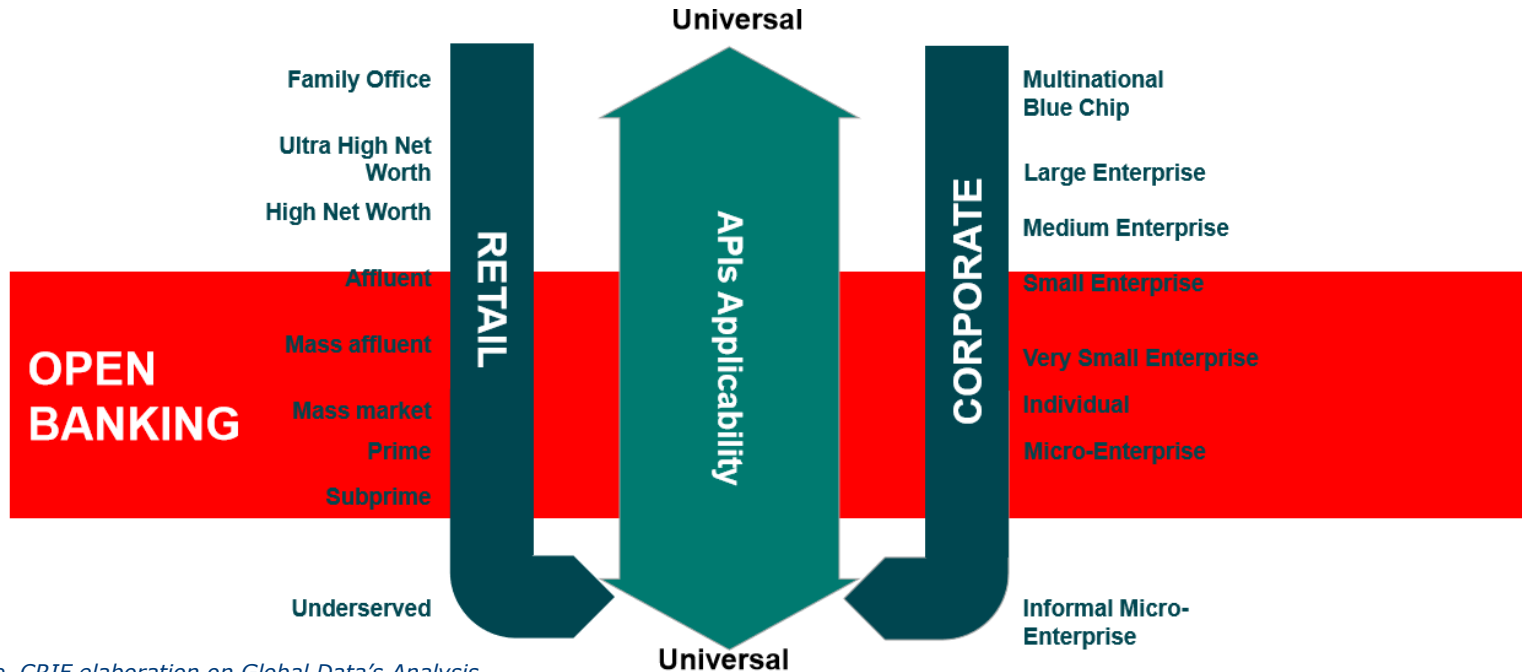 Universal
Family Office
Ultra High Net
Worth
High Net Worth
Affluent
Mass affluent
Mass market
Prime
Subprime
Underserved
OPEN
BANKING
RETAIL
APIs Applicability
CORPORATE
Multinational
Blue Chip
Large Enterprise
Medium Enterprise
Small Enterprise
Very Small Enterprise
Individual
Micro-Enterprise
Informal Micro-
Enterprise
Universal
CRIF elaboration on Global Data's Analysis